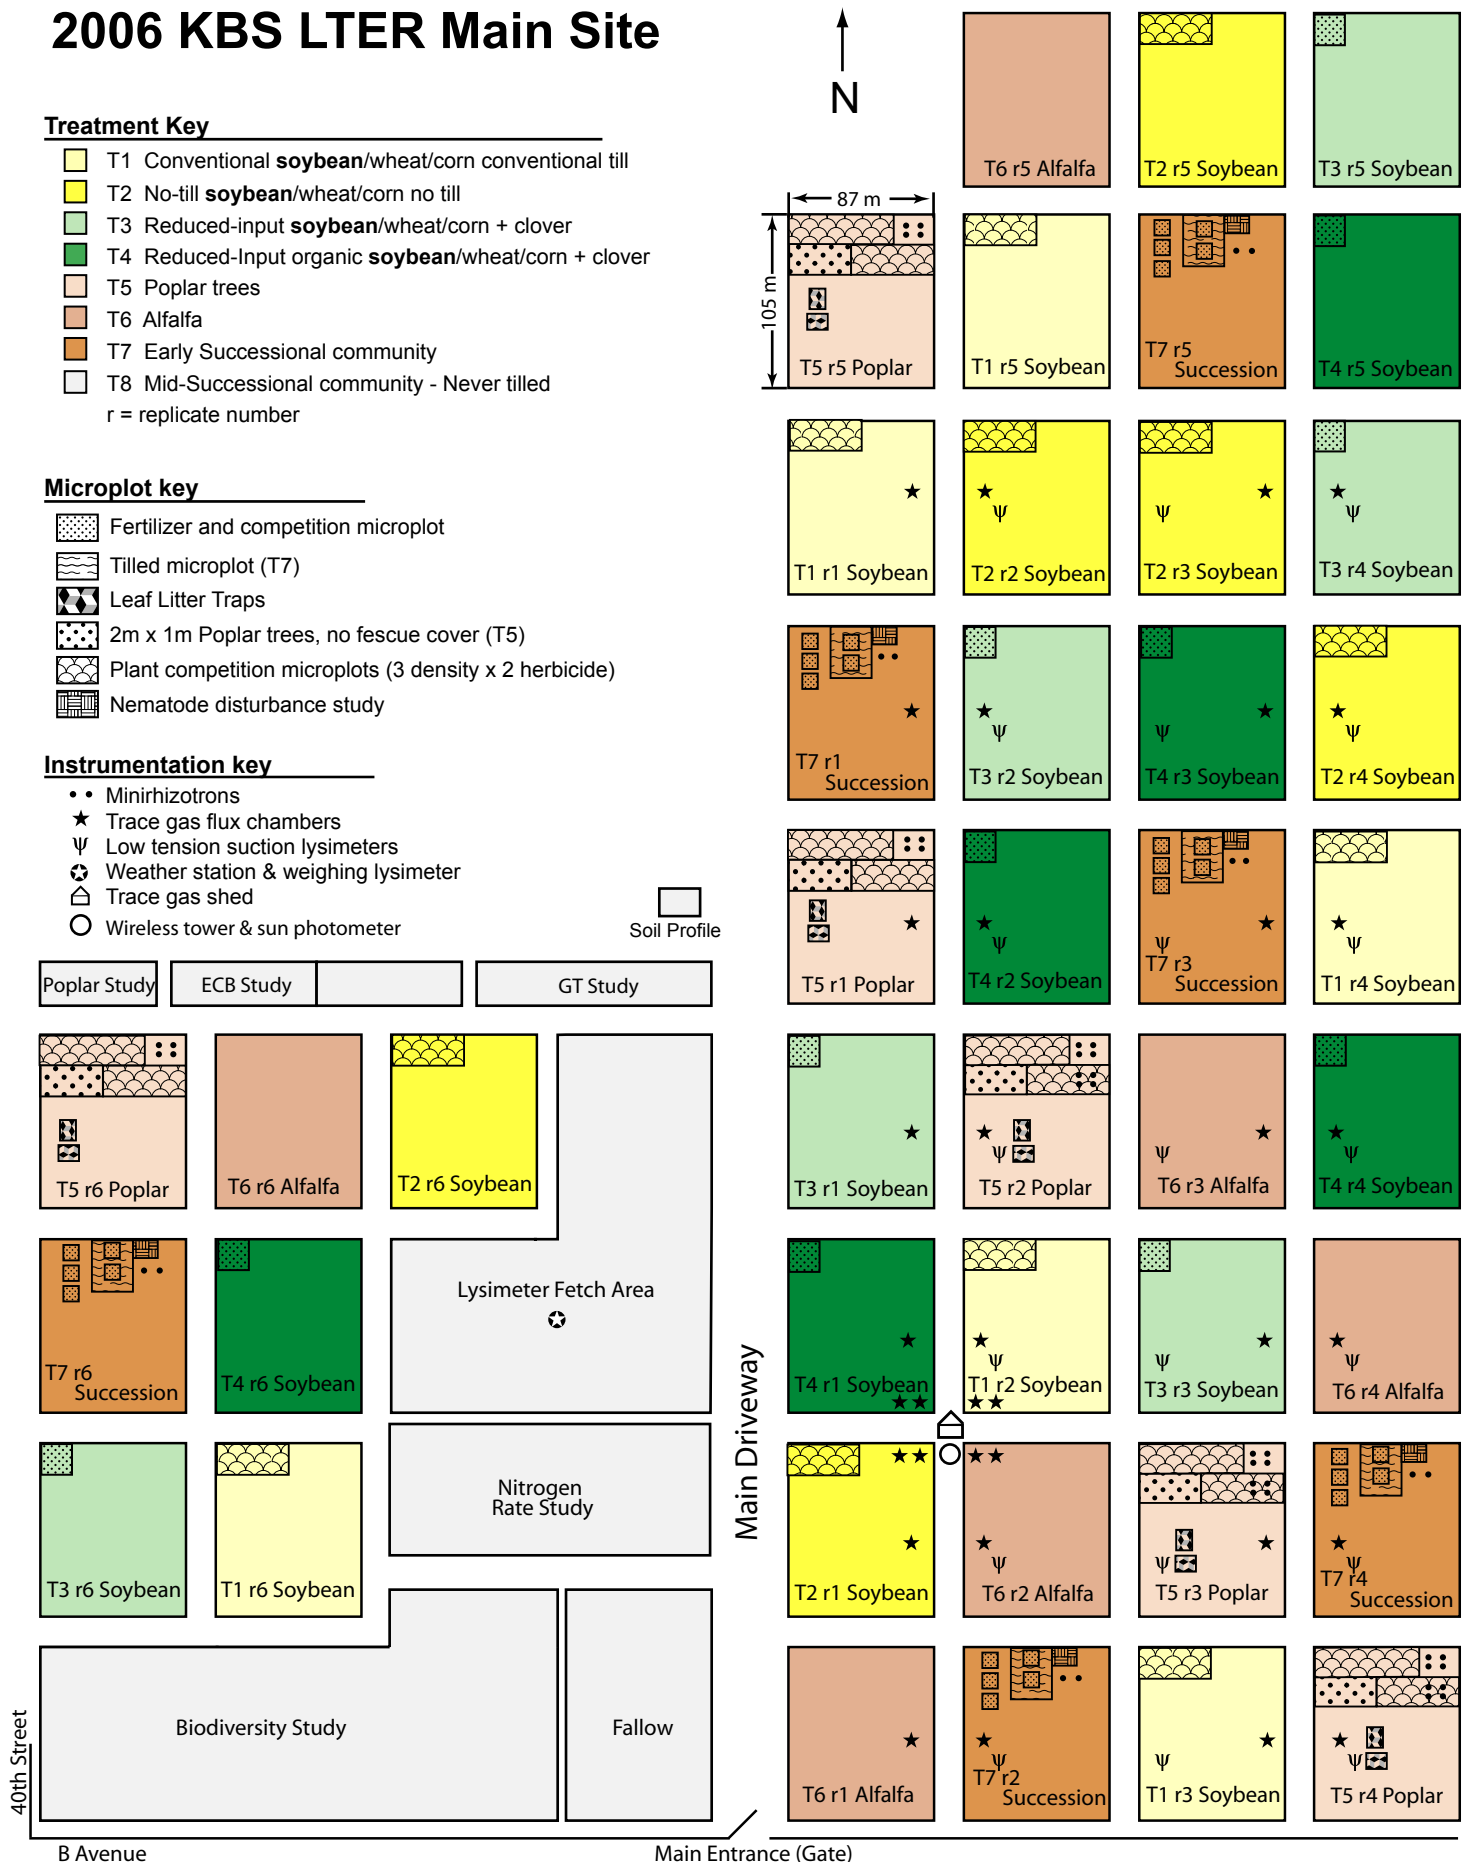 2006 KBS LTER Main Site
N
Treatment Key
T1 Conventional soybean/wheat/corn conventional till
T2 No-till soybean/wheat/corn no till
T3 Reduced-input soybean/wheat/corn + clover
T4 Reduced-Input organic soybean/wheat/corn + clover
T5 Poplar trees
T6 Alfalfa
T7 Early Successional community
T8 Mid-Successional community - Never tilled
r = replicate number
Microplot key
Fertilizer and competition microplot
Tilled microplot (T7)
Leaf Litter Traps
2m x 1m Poplar trees, no fescue cover (T5)
Plant competition microplots (3 density x 2 herbicide)
Nematode disturbance study
Instrumentation key
Minirhizotrons
Trace gas flux chambers
Ψ Low tension suction lysimeters
Weather station & weighing lysimeter
Trace gas shed
Wireless tower & sun photometer
Soil Profile
Poplar Study
ECB Study
GT Study
T5 r6 Poplar
T6 r6 Alfalfa
T2 r6 Soybean
T7 r6
Succession
T4 r6 Soybean
Lysimeter Fetch Area
T3 r6 Soybean
T1 r6 Soybean
Nitrogen
Rate Study
Biodiversity Study
Fallow
40th Street
B Avenue
Main Entrance (Gate)
Main Driveway
T6 r5 Alfalfa
T2 r5 Soybean
T3 r5 Soybean
87 m
105 m
T5 r5 Poplar
T1 r5 Soybean
T7 r5
Succession
T4 r5 Soybean
ψ
ψ
ψ
T1 r1 Soybean
T2 r2 Soybean
T2 r3 Soybean
T3 r4 Soybean
ψ
ψ
ψ
T7 r1
Succession
T3 r2 Soybean
T4 r3 Soybean
T2 r4 Soybean
ψ
ψ
ψ
T5 r1 Poplar
T4 r2 Soybean
T7 r3
Succession
T1 r4 Soybean
ψ
ψ
ψ
T3 r1 Soybean
T5 r2 Poplar
T6 r3 Alfalfa
T4 r4 Soybean
ψ
ψ
ψ
T4 r1 Soybean
T1 r2 Soybean
T3 r3 Soybean
T6 r4 Alfalfa
ψ
ψ
ψ
T2 r1 Soybean
T6 r2 Alfalfa
T5 r3 Poplar
T7 r4
Succession
ψ
ψ
ψ
T6 r1 Alfalfa
T7 r2
Succession
T1 r3 Soybean
T5 r4 Poplar